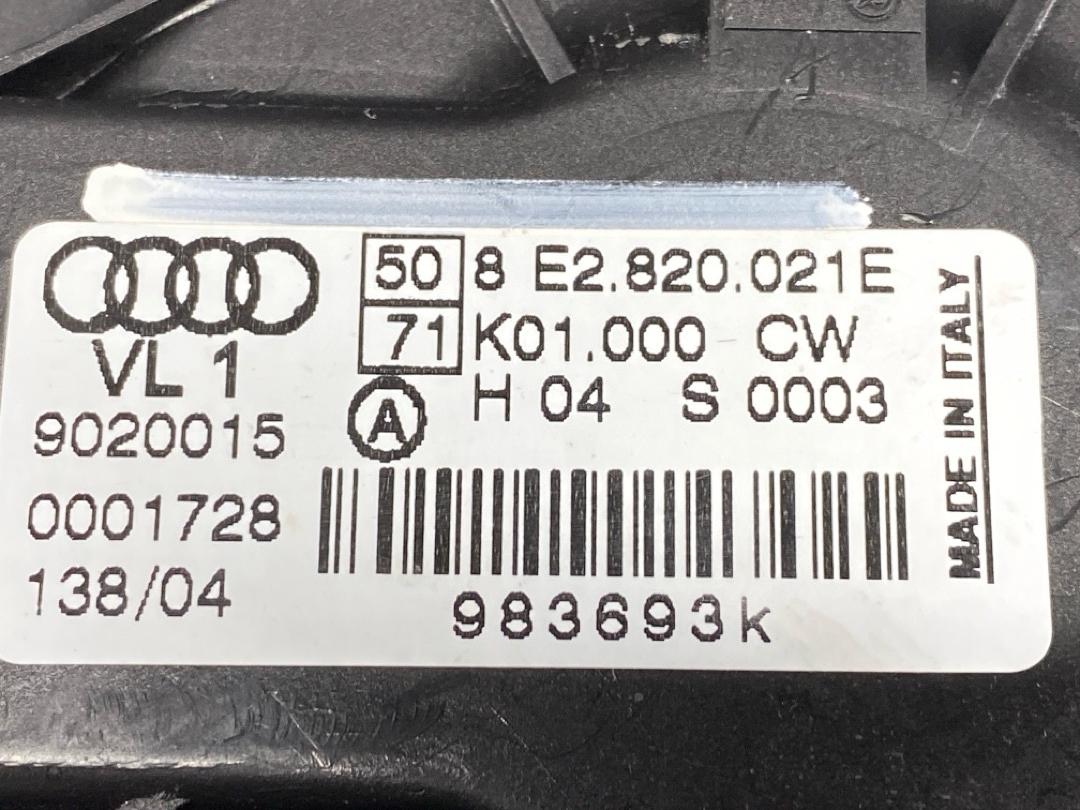 50 8 E2.820.021E
71 K01.000 CW
VL 1
A H 04 S 0003
9020015
0001728
138/04
983693k
MADE IN ITALY